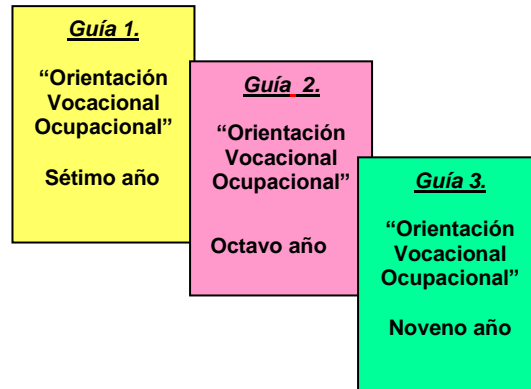 Guía 1.
“Orientación
Vocacional
Ocupacional”
Sétimo año
Guía 2.
“Orientación
Vocacional
Ocupacional”
Octavo año
Guía 3.
“Orientación
Vocacional
Ocupacional”
Noveno año